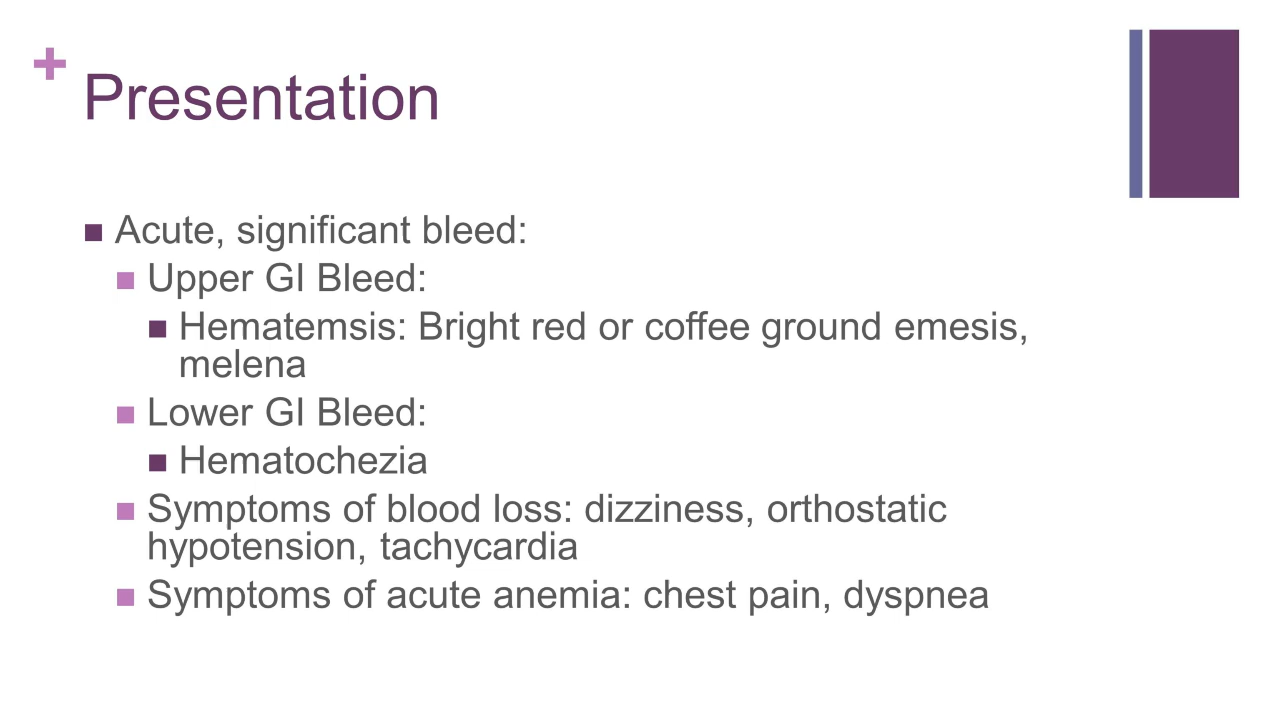 +
Presentation
Acute, significant bleed:
Upper GI Bleed:
Hematemsis: Bright red or coffee ground emesis,
melena
Lower GI Bleed:
Hematochezia
Symptoms of blood loss: dizziness, orthostatic
hypotension, tachycardia
Symptoms of acute anemia: chest pain, dyspnea